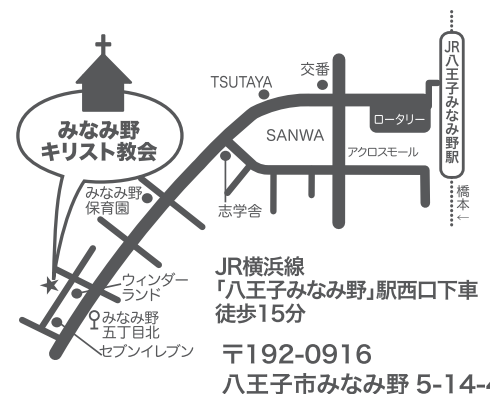 JR八王子みなみ野駅
交番
TSUTAYA
ロータリー
みなみ野
キリスト教会
SANWA
アクロスモール
みなみ野
保育園
志学舎
橋本←
ウィンダー
ランド
みなみ野
五丁目北
セブンイレブン
JR横浜線
「八王子みなみ野」駅西口下車
徒歩15分
〒192-0916
八王子市みなみ野 5-14-4